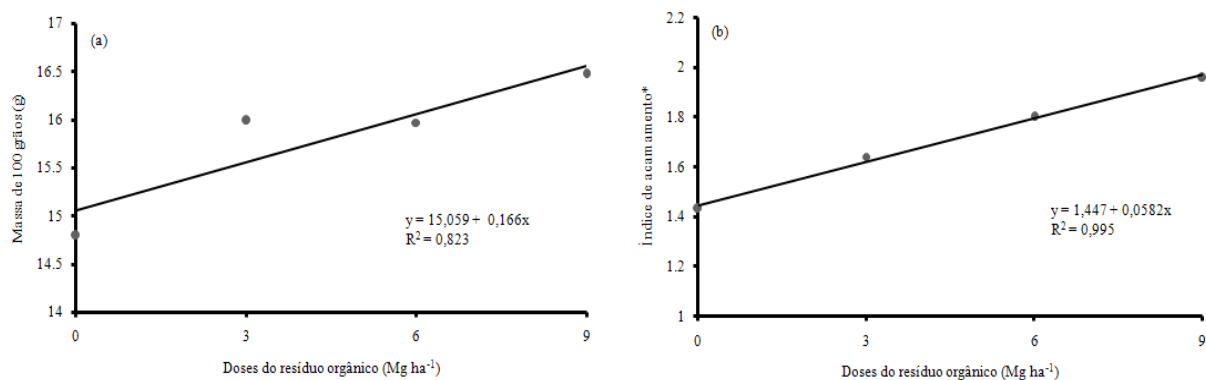 (a)
Massa de 100 grãos (g)
17
16.5
16
15.5
15
14.5
14
y = 15,059 + 0,166x
R² = 0,823
0 3 6 9
Doses do resíduo orgânico (Mg ha⁻¹)
(b)
Índice de acamamento*
2.2
2
1.8
1.6
1.4
1.2
1
y = 1,447 + 0,0582x
R² = 0,995
0 3 6 9
Doses do resíduo orgânico (Mg ha⁻¹)